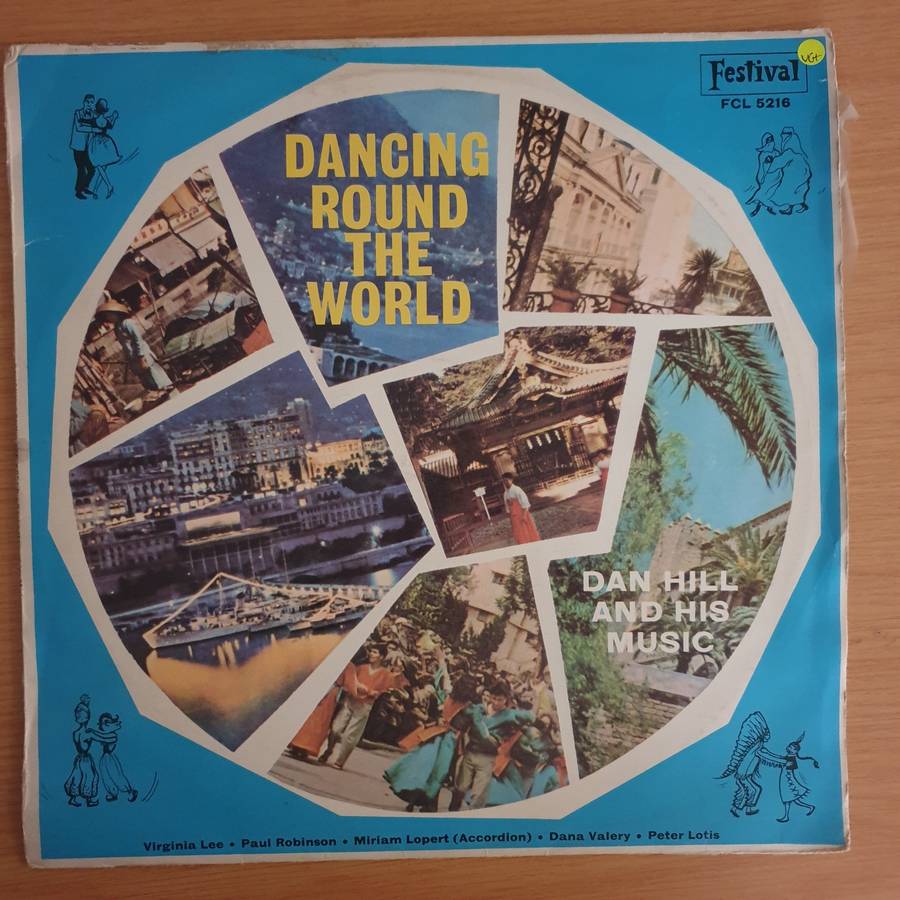 Festival
VG+
FCL 5216
DANCING
ROUND
THE
WORLD
DAN HILL
AND HIS
MUSIC
Virginia Lee • Paul Robinson • Miriam Lopert (Accordion) • Dana Valery • Peter Lotis